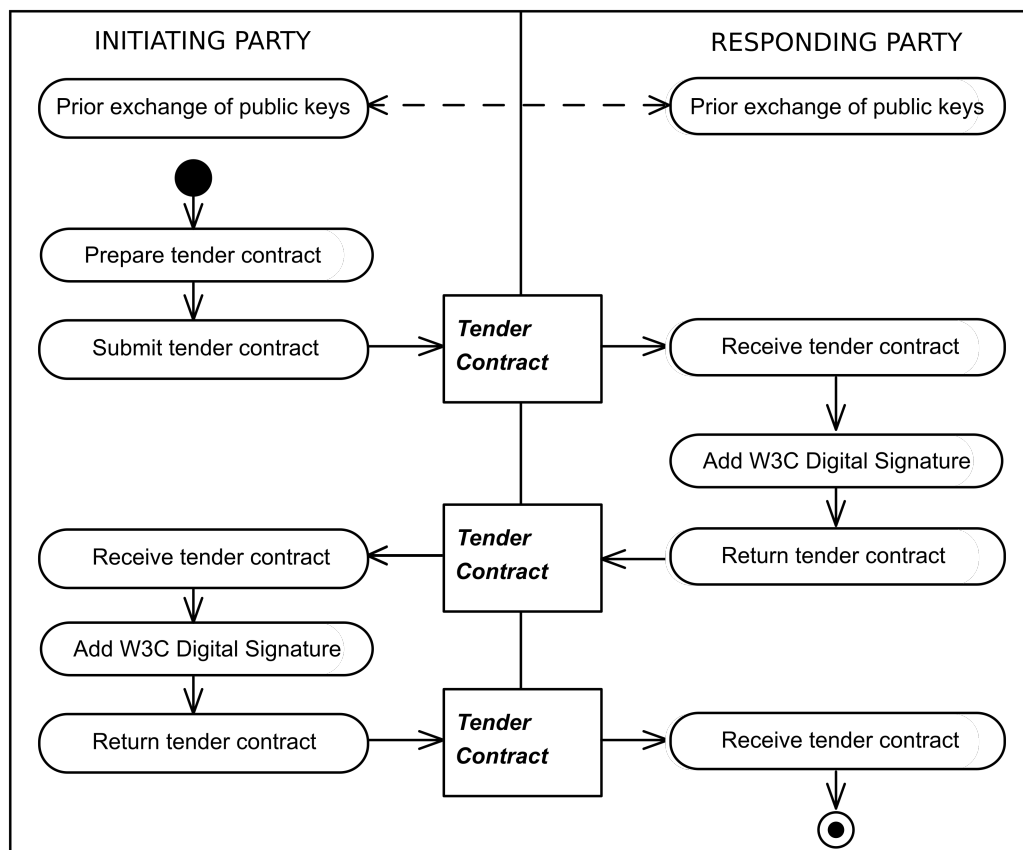 INITIATING PARTY
RESPONDING PARTY
Prior exchange of public keys
Prior exchange of public keys
Prepare tender contract
Submit tender contract
Tender
Contract
Receive tender contract
Add W3C Digital Signature
Return tender contract
Tender
Contract
Receive tender contract
Add W3C Digital Signature
Return tender contract
Tender
Contract
Receive tender contract